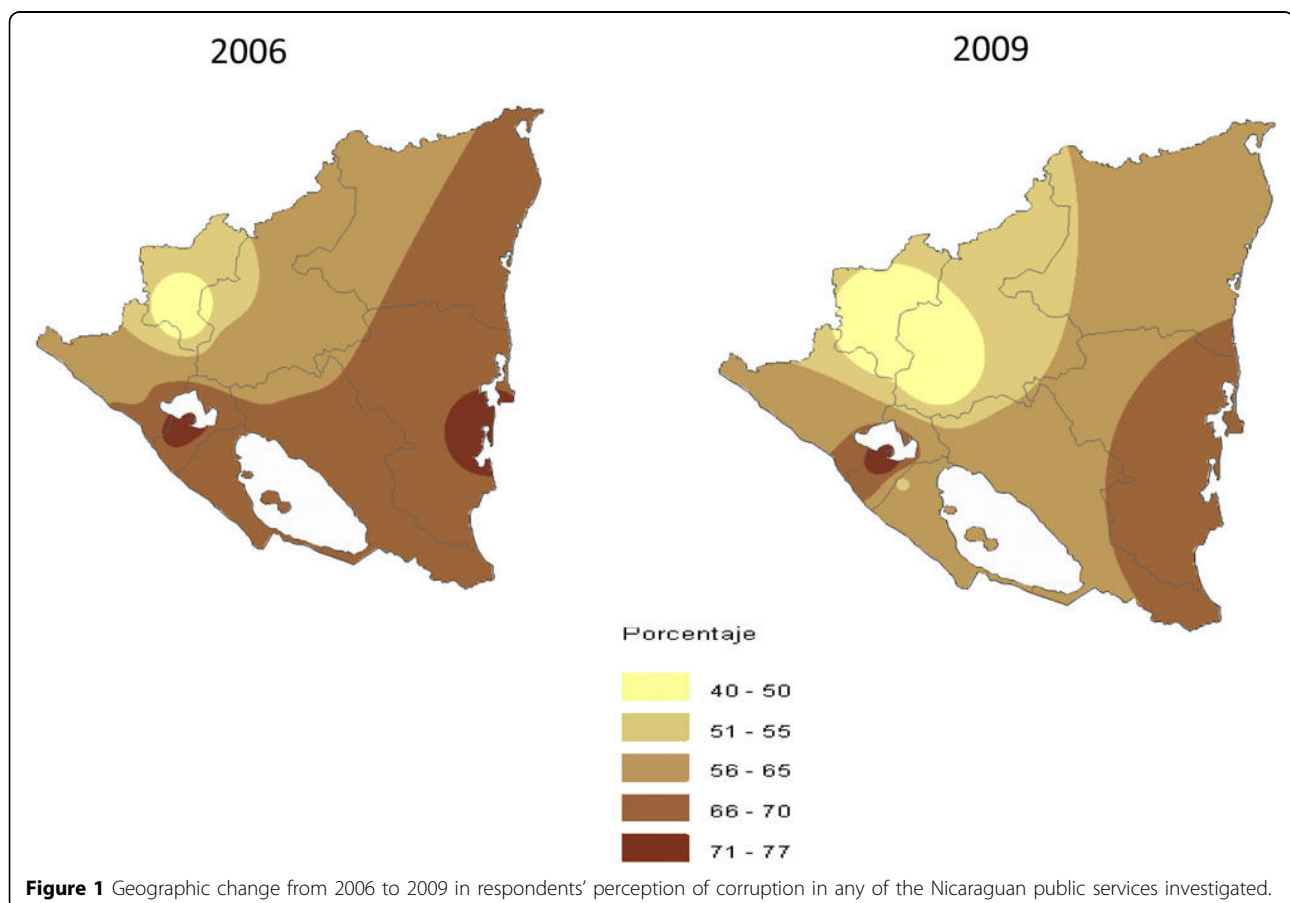 2006
2009
Porcentaje
40 - 50
51 - 55
56 - 65
66 - 70
71 - 77
Figure 1 Geographic change from 2006 to 2009 in respondents' perception of corruption in any of the Nicaraguan public services investigated.